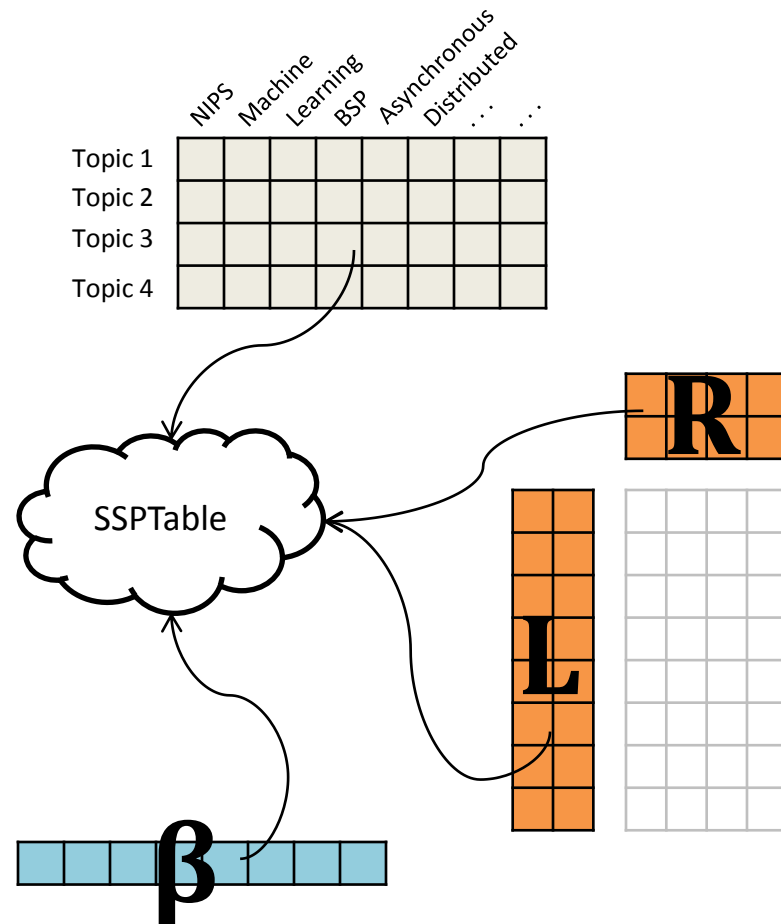 NIPS
Machine
Learning
BSP
Asynchronous
Distributed
...
...
Topic 1
Topic 2
Topic 3
Topic 4
R
SSPTable
L
β